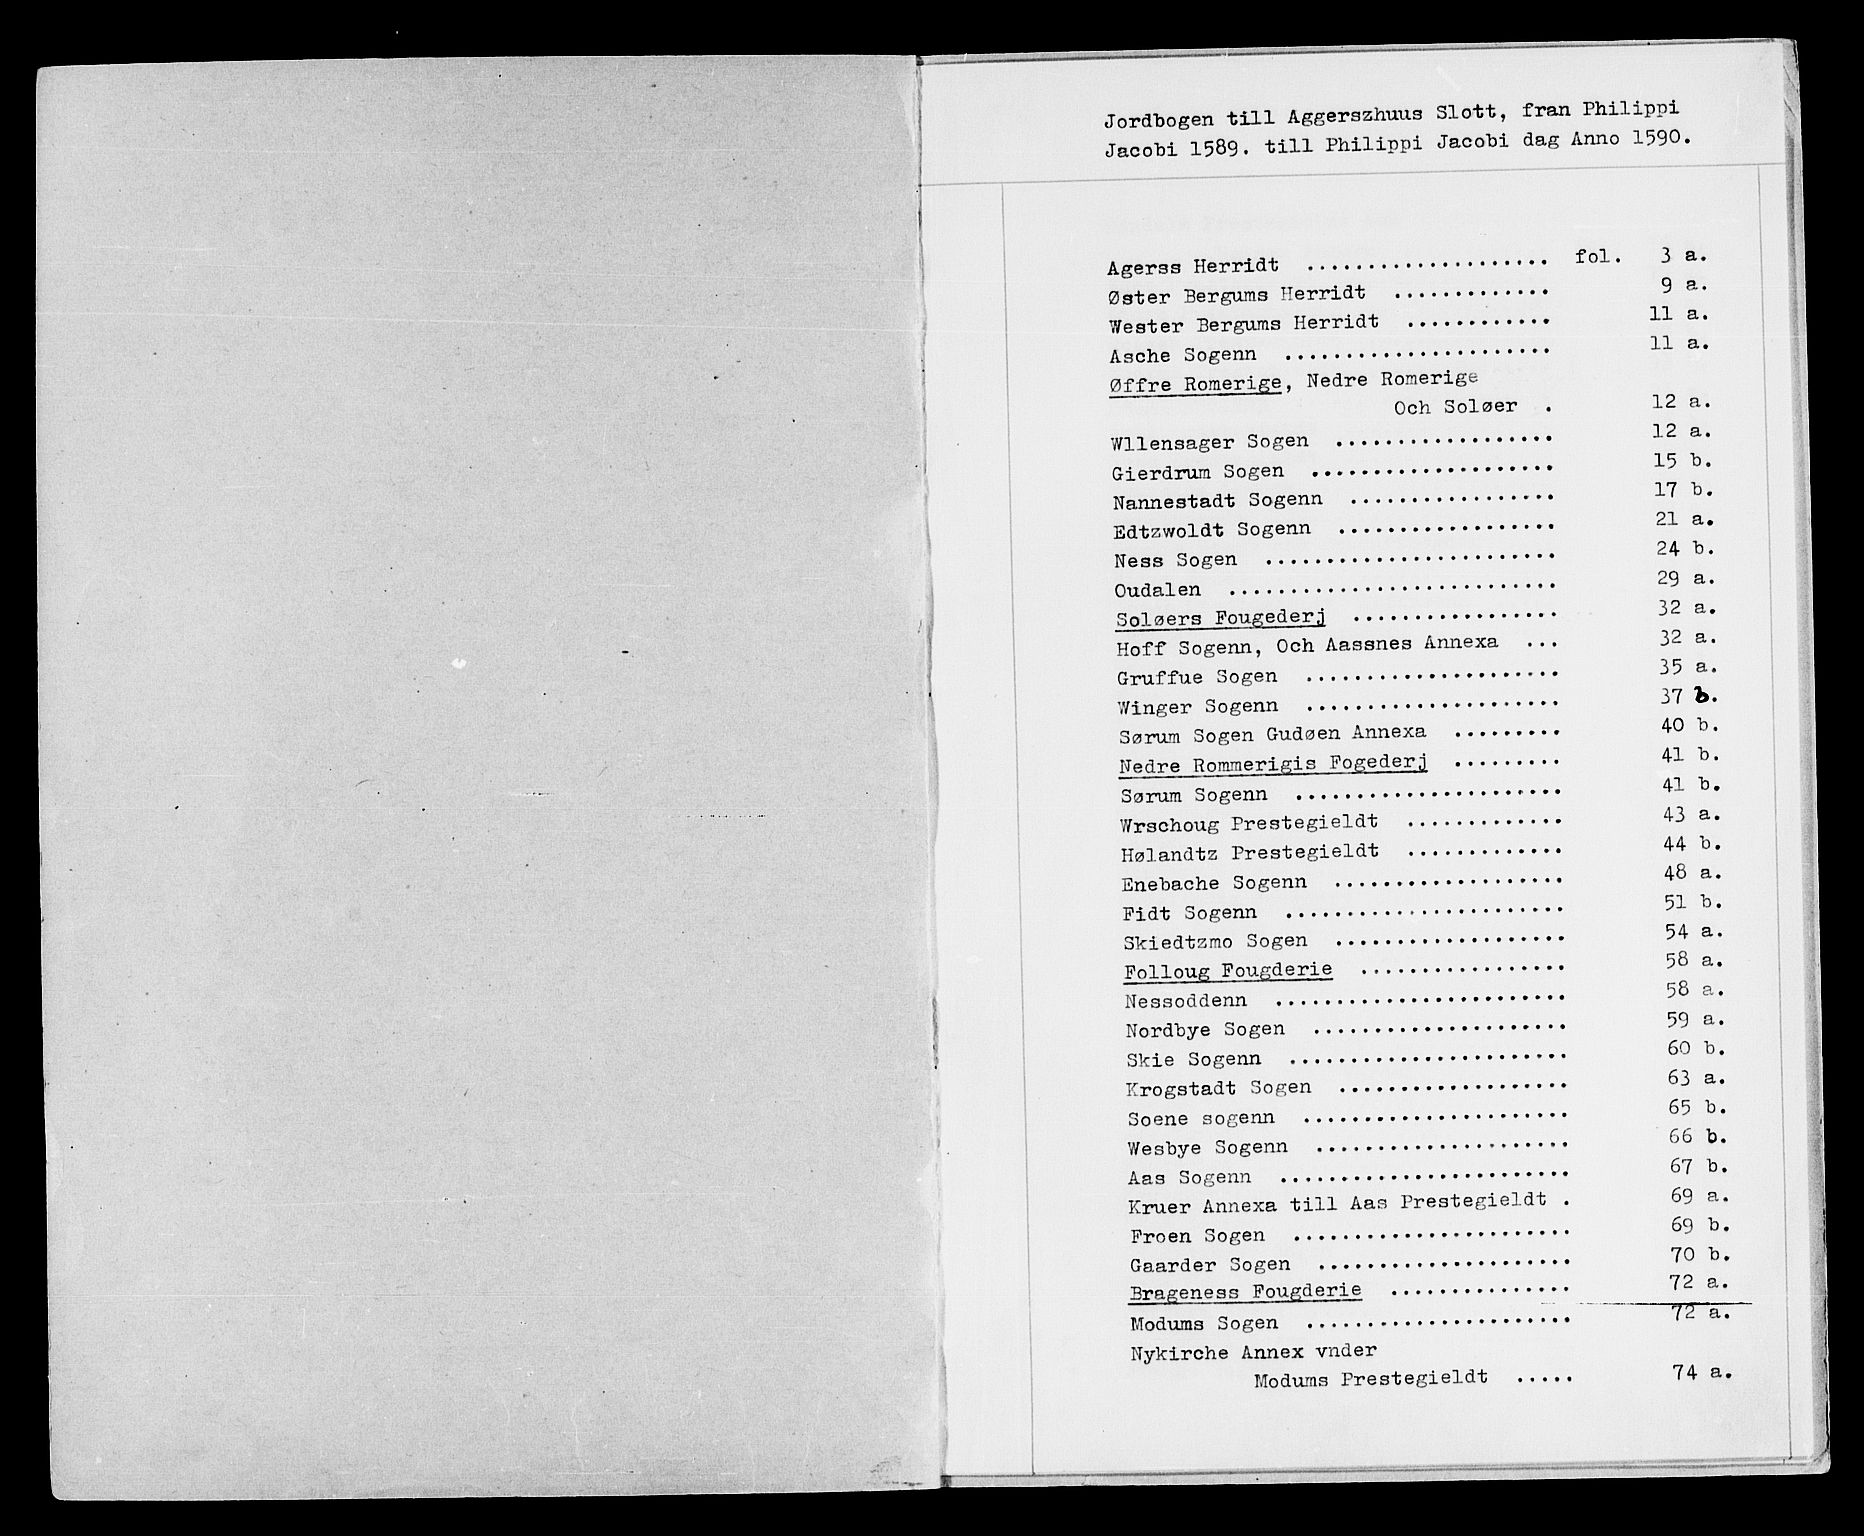 Jordbogen till Aggerszhuus Slott, fran Philippi
Jacobi 1589. till Philippi Jacobi dag Anno 1590.
Agerss Herridt .................... fol. 3 a.
Øster Bergums Herridt ............. 9 a.
Wester Bergums Herridt ............ 11 a.
Asche Sogenn ...................... 11 a.
Øffre Romerige, Nedre Romerige
Och Soløer . 12 a.
Wllensager Sogen .................. 12 a.
Gierdrum Sogen .................... 15 b.
Nannestadt Sogenn ................. 17 b.
Edtzwoldt Sogenn .................. 21 a.
Ness Sogen ........................ 24 b.
Oudalen ........................... 29 a.
Soløers Fougederj ................. 32 a.
Hoff Sogenn, Och Aassnes Annexa ... 32 a.
Gruffue Sogen ..................... 35 a.
Winger Sogenn ..................... 37 b.
Sørum Sogen Gudøen Annexa ......... 40 b.
Nedre Rommerigis Fogederj ......... 41 b.
Sørum Sogenn ...................... 41 b.
Wrschoug Prestegieldt ............. 43 a.
Hølandtz Prestegieldt ............. 44 b.
Enebache Sogenn ................... 48 a.
Fidt Sogenn ....................... 51 b.
Skiedtzmo Sogen ................... 54 a.
Folloug Fougderie ................. 58 a.
Nessoddenn ........................ 58 a.
Nordbye Sogen ..................... 59 a.
Skie Sogenn ....................... 60 b.
Krogstadt Sogen ................... 63 a.
Soene sogenn ...................... 65 b.
Wesbye Sogenn ..................... 66 b.
Aas Sogenn ........................ 67 b.
Kruer Annexa till Aas Prestegieldt . 69 a.
Froen Sogen ....................... 69 b.
Gaarder Sogen ..................... 70 b.
Brageness Fougderie ............... 72 a.
Modums Sogen ...................... 72 a.
Nykirche Annex vnder
Modums Prestegieldt ..... 74 a.